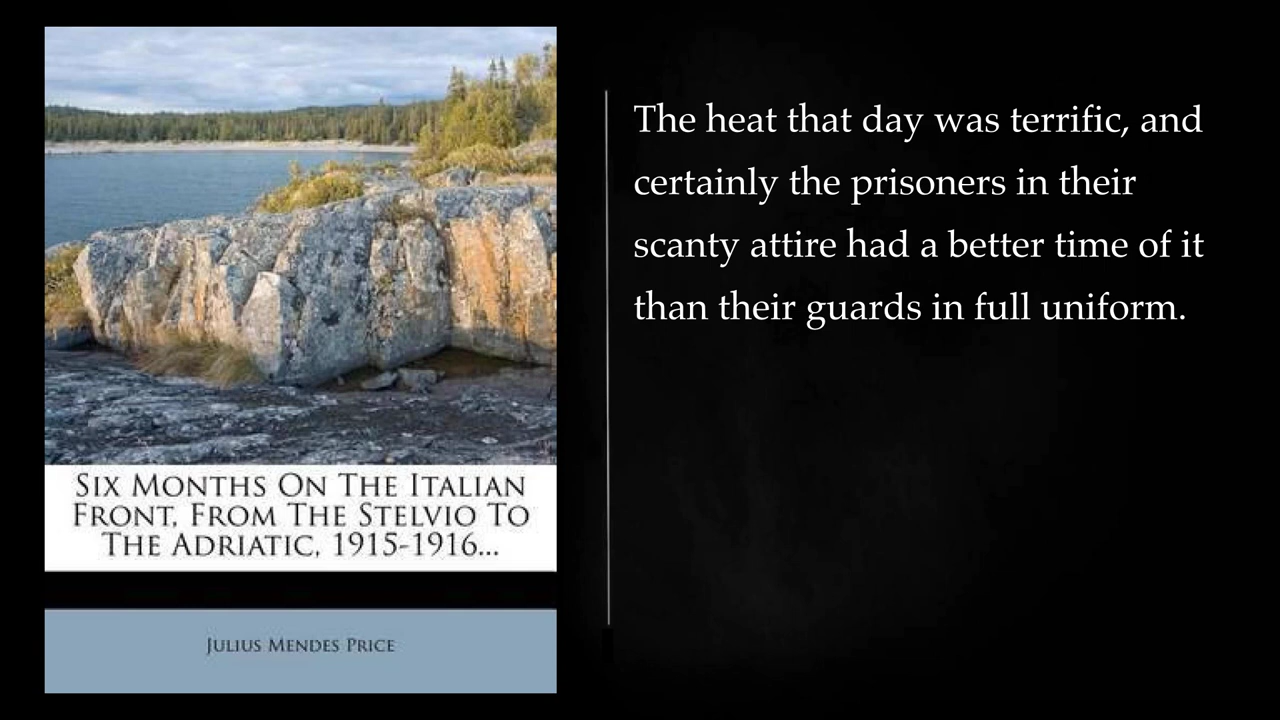 The heat that day was terrific, and
certainly the prisoners in their
scanty attire had a better time of it
than their guards in full uniform.
Six Months On The Italian
Front, From The Stelvio To
The Adriatic, 1915-1916...
Julius Mendes Price